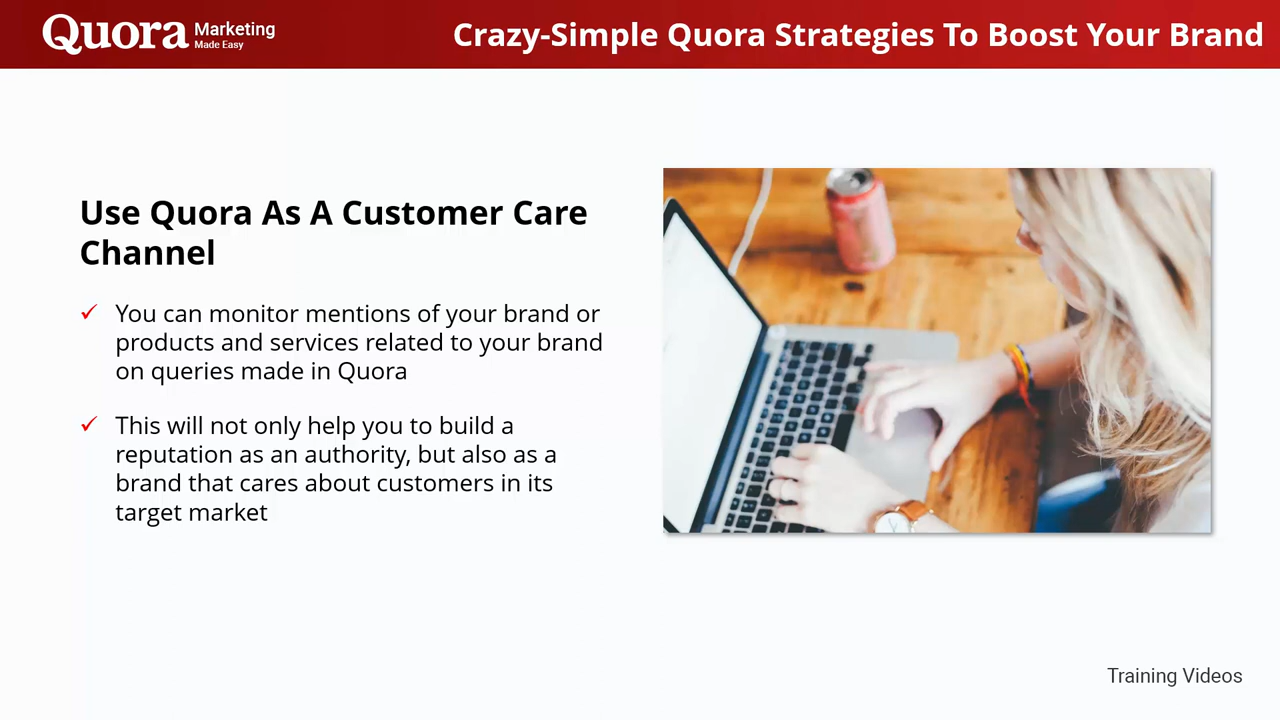 Quora Marketing
Made Easy
Crazy-Simple Quora Strategies To Boost Your Brand
Use Quora As A Customer Care
Channel
✓ You can monitor mentions of your brand or
products and services related to your brand
on queries made in Quora
✓ This will not only help you to build a
reputation as an authority, but also as a
brand that cares about customers in its
target market
Training Videos